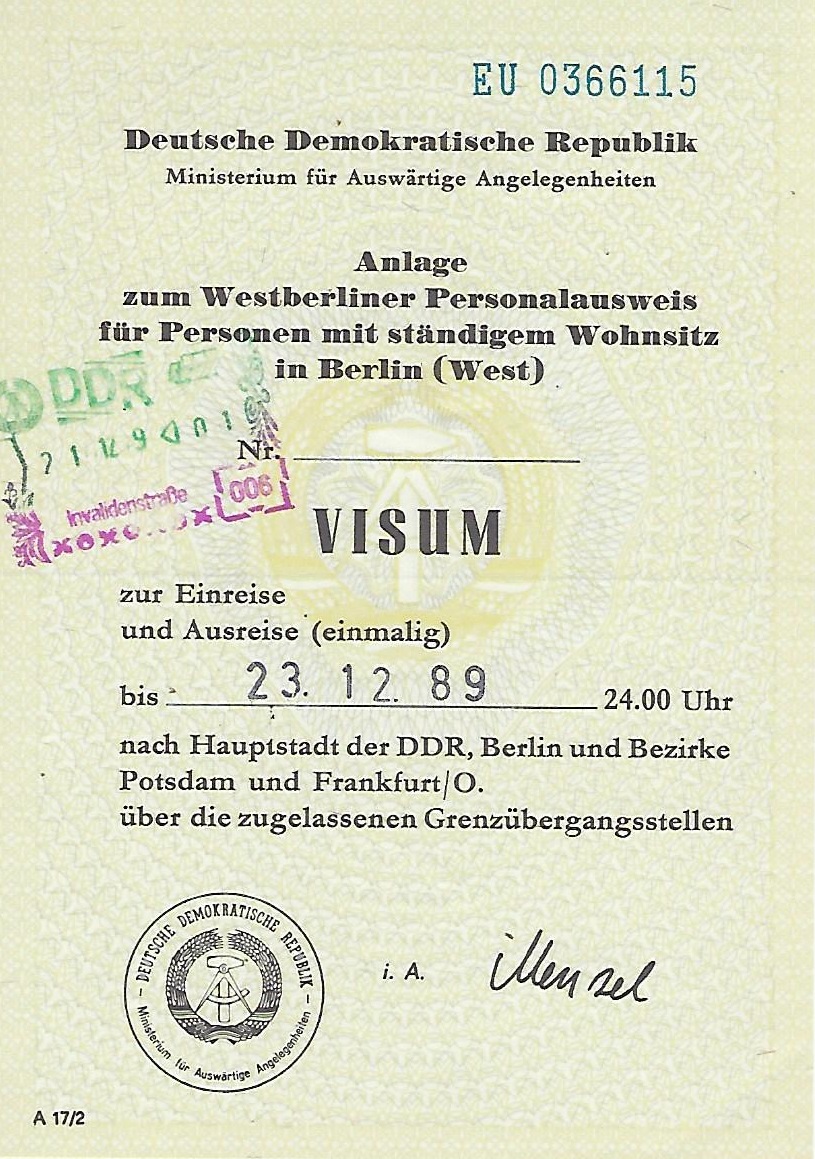 EU 0366115
Deutsche Demokratische Republik
Ministerium für Auswärtige Angelegenheiten
Anlage
zum Westberliner Personalausweis
für Personen mit ständigem Wohnsitz
in Berlin (West)
DDR
Nr.
Invalidenstraße 006
VISUM
zur Einreise
und Ausreise (einmalig)
bis 23. 12. 89 24.00 Uhr
nach Hauptstadt der DDR, Berlin und Bezirke
Potsdam und Frankfurt/O.
über die zugelassenen Grenzübergangsstellen
DEUTSCHE DEMOKRATISCHE REPUBLIK
Ministerium für Auswärtige Angelegenheiten
i. A. Mensel
A 17/2